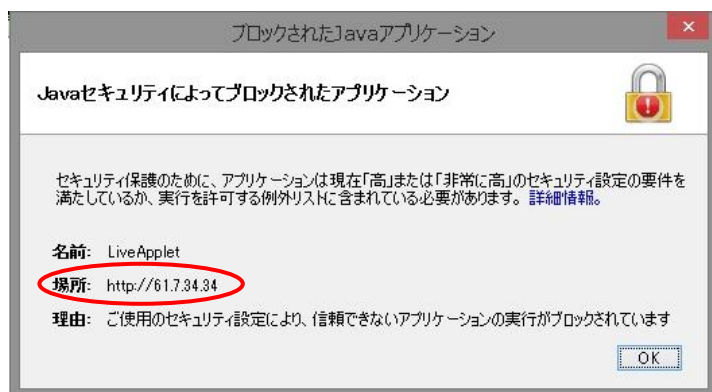 ブロックされたJavaアプリケーション
Javaセキュリティによってブロックされたアプリケーション
セキュリティ保護のために、アプリケーションは現在「高」または「非常に高」のセキュリティ設定の要件を
満たしているか、実行を許可する例外リストに含まれている必要があります。詳細情報。
名前: LiveApplet
場所: http://61.7.34.34
理由: ご使用のセキュリティ設定により、信頼できないアプリケーションの実行がブロックされています
OK